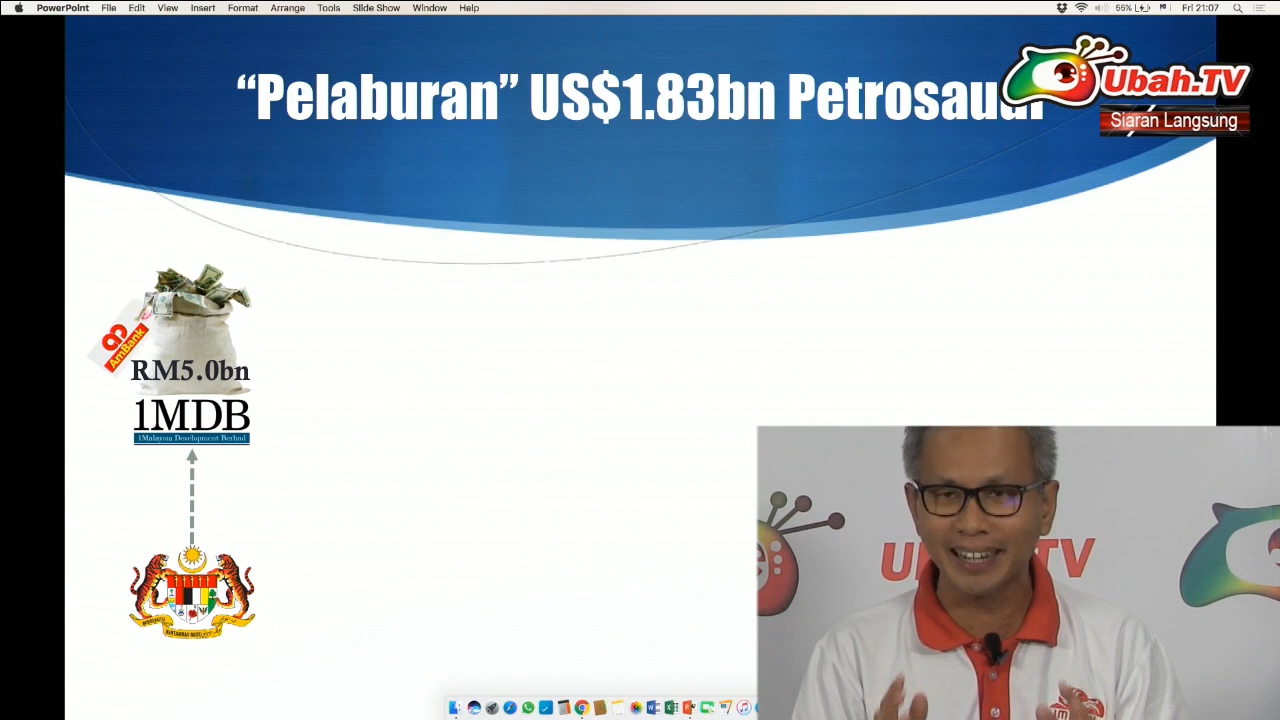 PowerPoint File Edit View Insert Format Arrange Tools Slide Show Window Help 56% Fri 21:07
“Pelaburan” US$1.83bn Petrosaudi
Ubah.TV
Siaran Langsung
AmBank
RM5.0bn
1MDB
1Malaysia Development Berhad